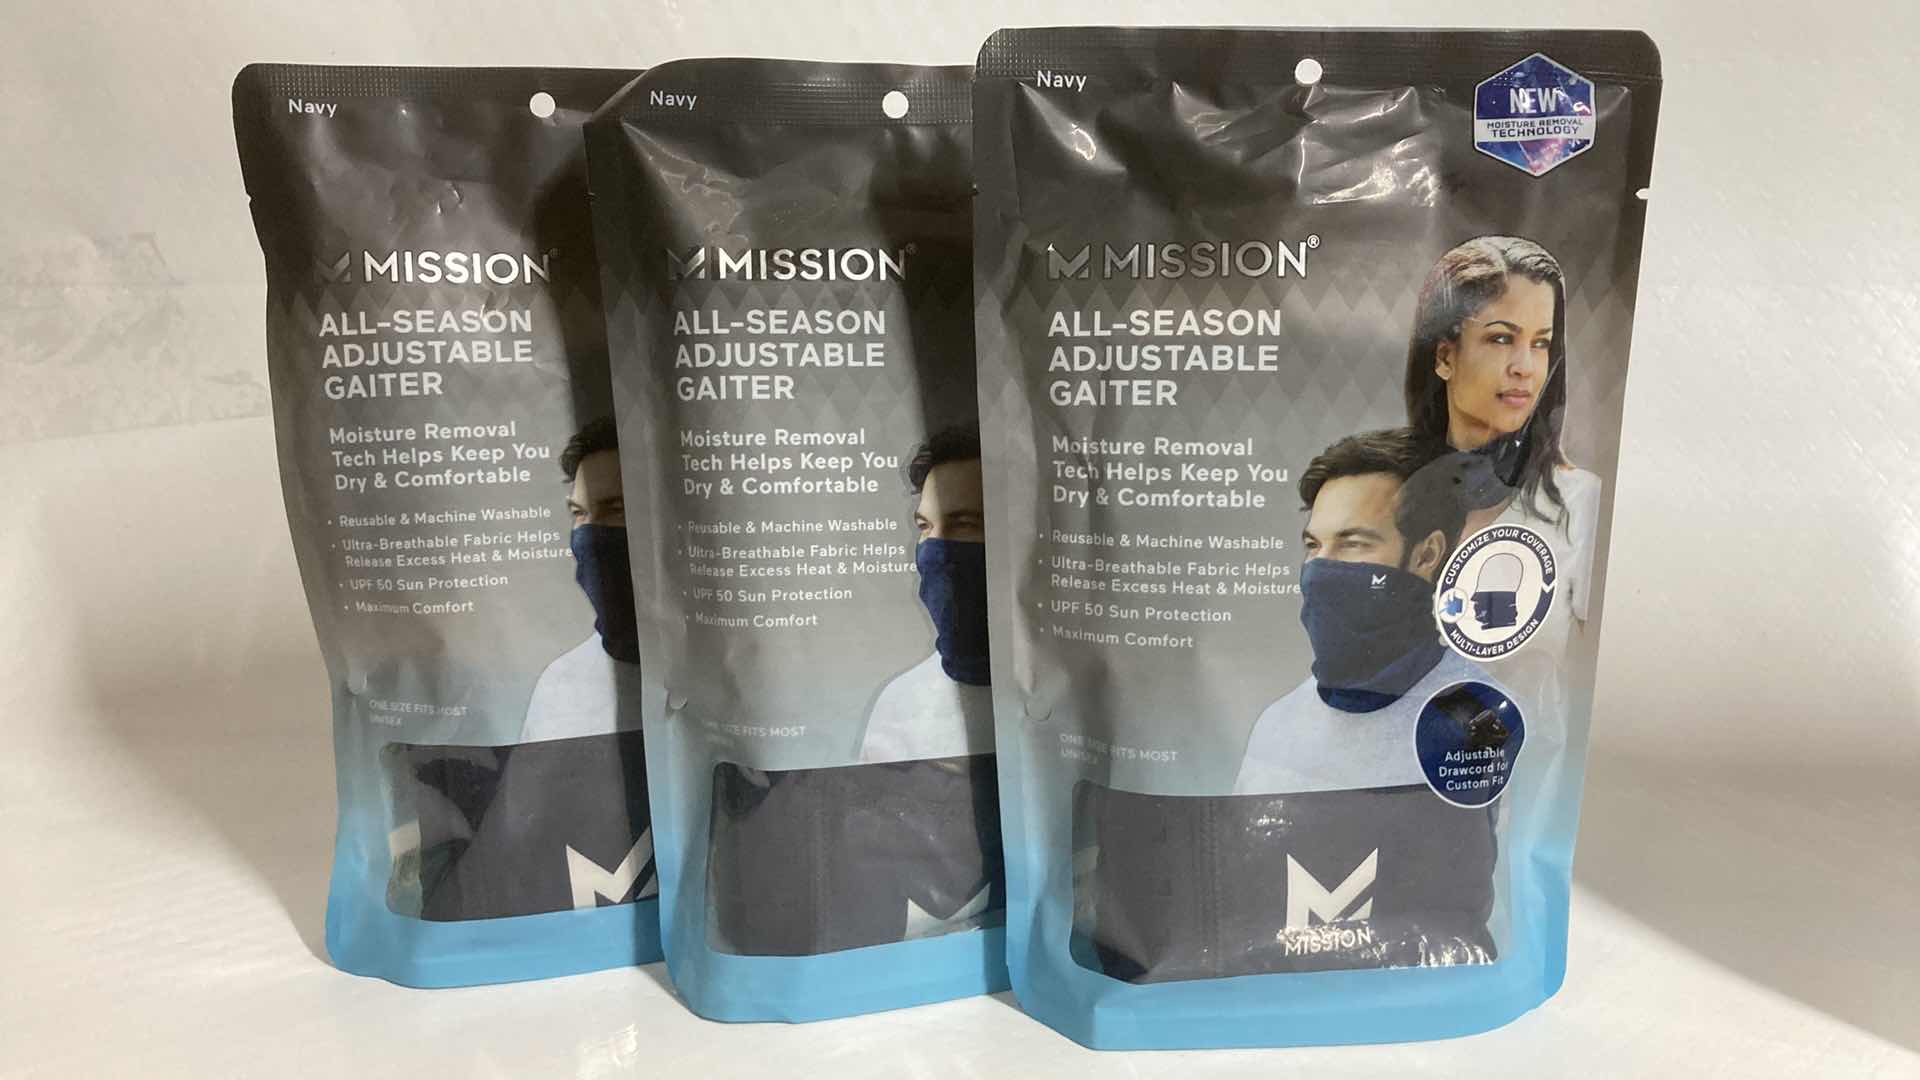 Navy
MISSION
ALL-SEASON
ADJUSTABLE
GAITER
Moisture Removal
Tech Helps Keep You
Dry & Comfortable
• Reusable & Machine Washable
• Ultra-Breathable Fabric Helps
Release Excess Heat & Moisture
• UPF 50 Sun Protection
• Maximum Comfort
ONE SIZE FITS MOST
UNISEX
Navy
MISSION®
ALL-SEASON
ADJUSTABLE
GAITER
Moisture Removal
Tech Helps Keep You
Dry & Comfortable
• Reusable & Machine Washable
• Ultra-Breathable Fabric Helps
Release Excess Heat & Moisture
• UPF 50 Sun Protection
• Maximum Comfort
ONE SIZE FITS MOST
Navy
NEW
MOISTURE REMOVAL
TECHNOLOGY
MISSION®
ALL-SEASON
ADJUSTABLE
GAITER
Moisture Removal
Tech Helps Keep You
Dry & Comfortable
• Reusable & Machine Washable
• Ultra-Breathable Fabric Helps
Release Excess Heat & Moisture
• UPF 50 Sun Protection
• Maximum Comfort
CUSTOMIZE YOUR COVERAGE
MULTI-LAYER DESIGN
ONE SIZE FITS MOST
UNISEX
Adjustable
Drawcord for
Custom Fit
MISSION